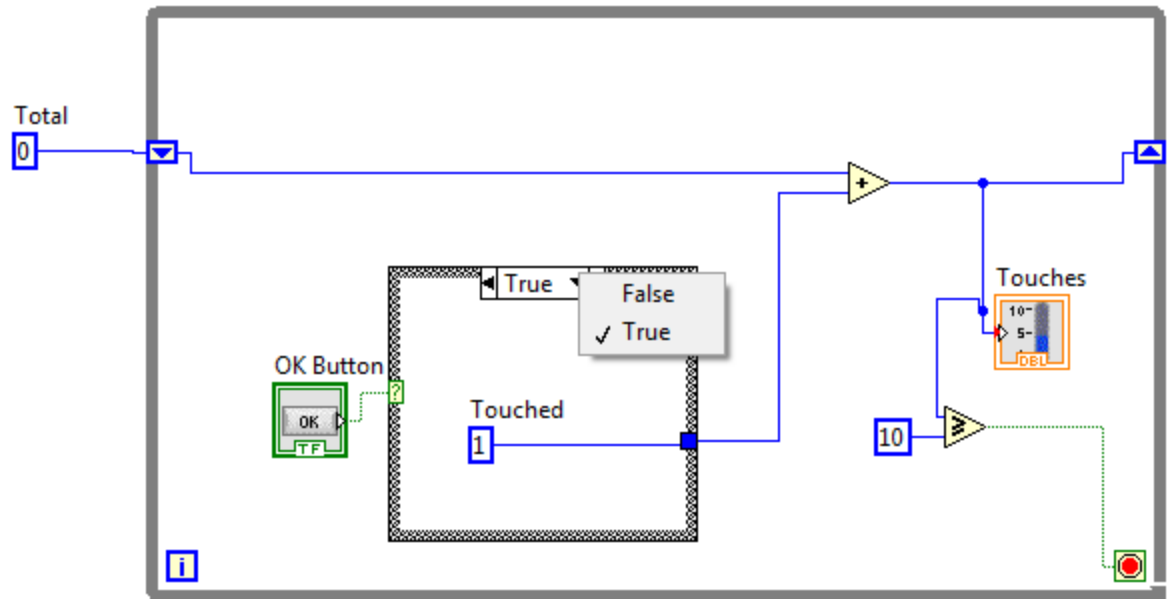 Total
0
+
True
False
✓ True
Touches
10-
5-
DBL
OK Button
?
OK
TF
Touched
1
10
≥
i